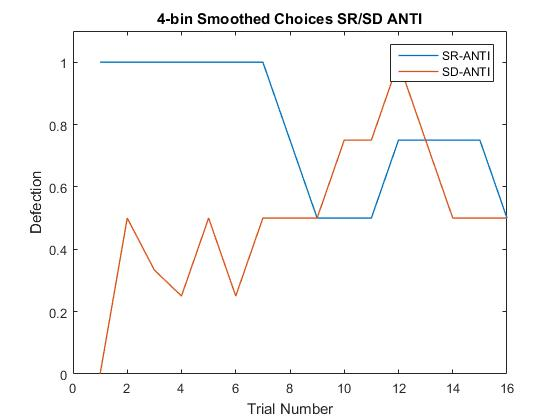 4-bin Smoothed Choices SR/SD ANTI
SR-ANTI
SD-ANTI
1
0.8
0.6
0.4
0.2
0
Defection
0 2 4 6 8 10 12 14 16
Trial Number